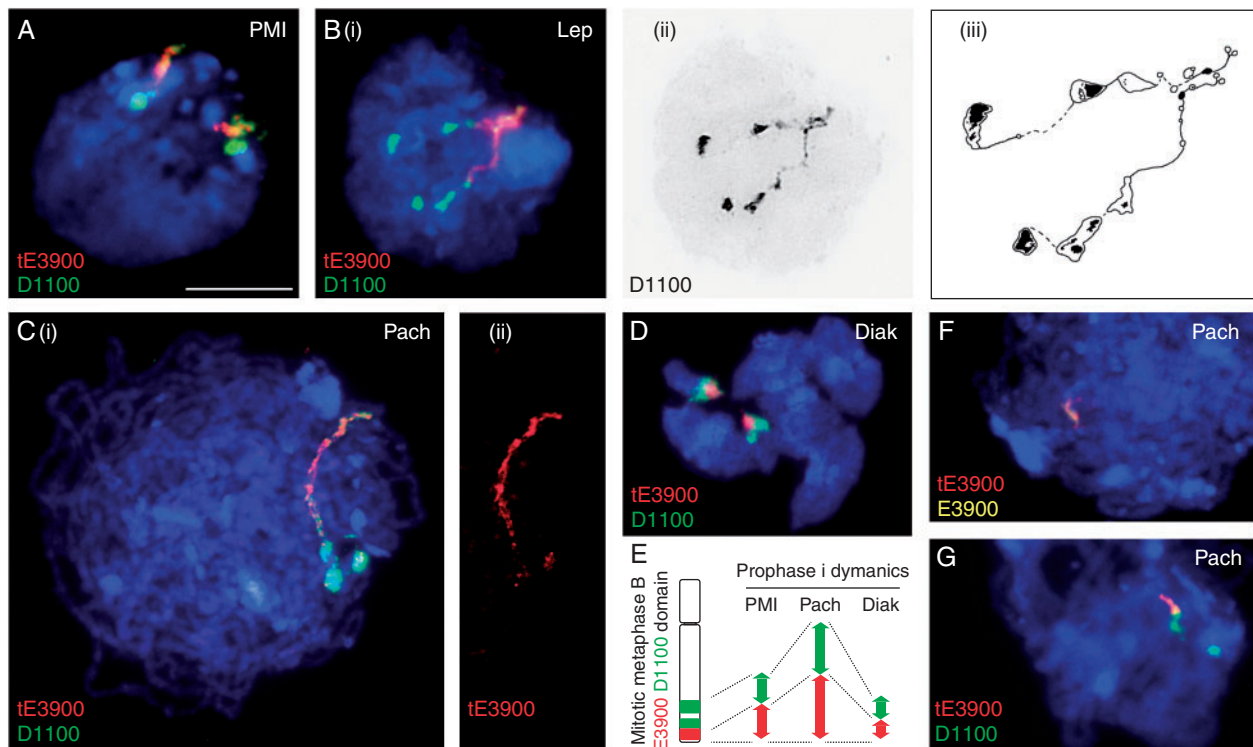 A PMI
tE3900
D1100
B (i) Lep
tE3900
D1100
(ii)
D1100
(iii)
C (i) Pach
tE3900
D1100
(ii)
tE3900
D Diak
tE3900
D1100
E
Mitotic metaphase B
E3900 D1100 domain
Prophase i dymanics
PMI Pach Diak
F Pach
tE3900
E3900
G Pach
tE3900
D1100